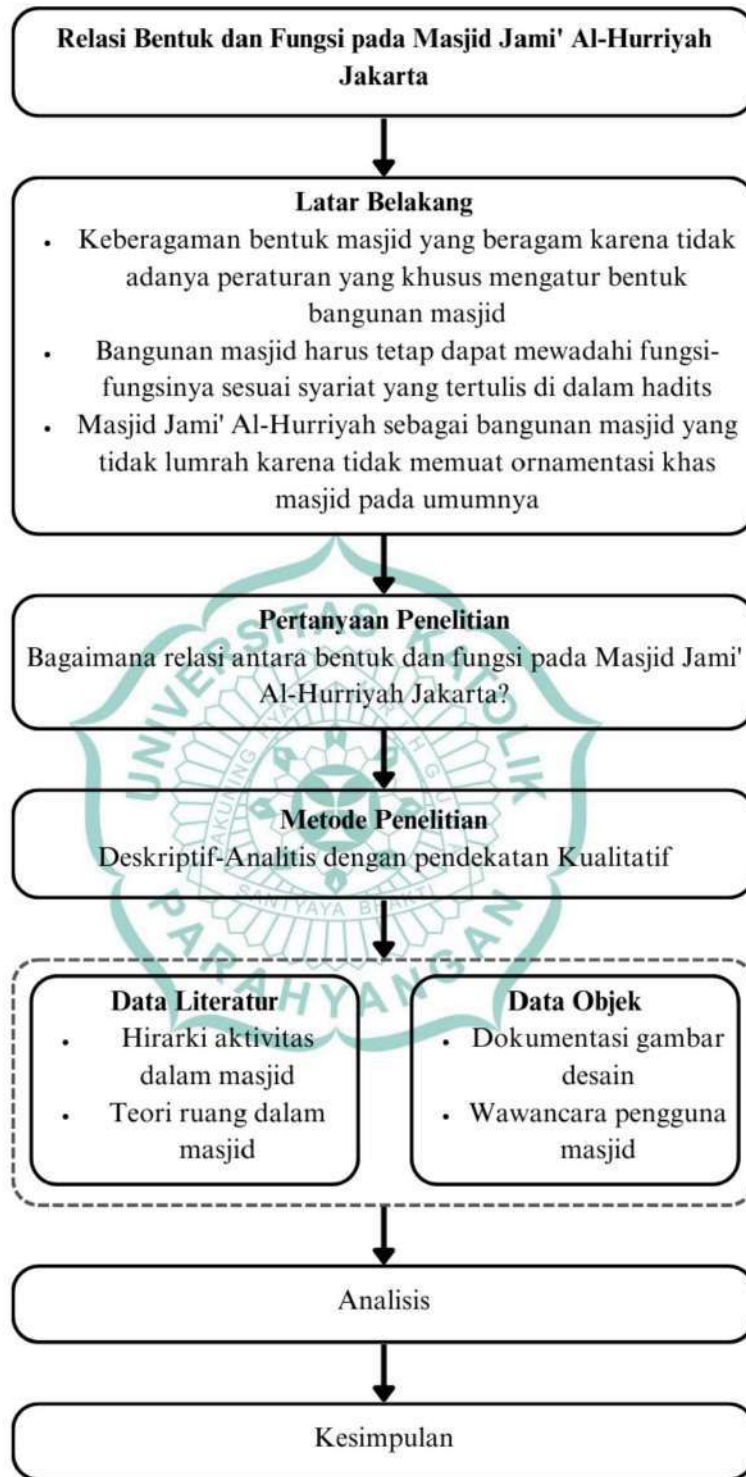 Relasi Bentuk dan Fungsi pada Masjid Jami' Al-Hurriyah
Jakarta
Latar Belakang
• Keberagaman bentuk masjid yang beragam karena tidak
adanya peraturan yang khusus mengatur bentuk
bangunan masjid
• Bangunan masjid harus tetap dapat mewadahi fungsi-
fungsinya sesuai syariat yang tertulis di dalam hadits
• Masjid Jami' Al-Hurriyah sebagai bangunan masjid yang
tidak lumrah karena tidak memuat ornamentasi khas
masjid pada umumnya
Pertanyaan Penelitian
Bagaimana relasi antara bentuk dan fungsi pada Masjid Jami'
Al-Hurriyah Jakarta?
Metode Penelitian
Deskriptif-Analitis dengan pendekatan Kualitatif
Data Literatur
• Hirarki aktivitas
dalam masjid
• Teori ruang dalam
masjid
Data Objek
• Dokumentasi gambar
desain
• Wawancara pengguna
masjid
Analisis
Kesimpulan
UNIVERSITAS KATOLIK
PARAHYANGAN
SANTYAYA BHAKTI